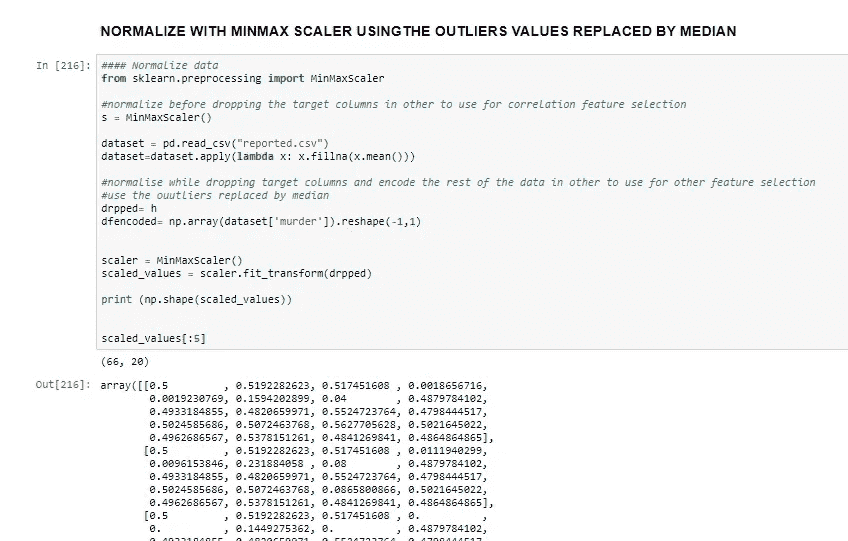 NORMALIZE WITH MINMAX SCALER USINGTHE OUTLIERS VALUES REPLACED BY MEDIAN
In [216]: #### Normalize data
from sklearn.preprocessing import MinMaxScaler
#normalize before dropping the target columns in other to use for correlation feature selection
s = MinMaxScaler()
dataset = pd.read_csv("reported.csv")
dataset=dataset.apply(lambda x: x.fillna(x.mean()))
#normalise while dropping target columns and encode the rest of the data in other to use for other feature selection
#use the ouutliers replaced by median
drpped= h
dfencoded= np.array(dataset['murder']).reshape(-1,1)
scaler = MinMaxScaler()
scaled_values = scaler.fit_transform(drpped)
print (np.shape(scaled_values))
scaled_values[:5]
(66, 20)
Out[216]: array([[0.5 , 0.5192282623, 0.517451608 , 0.0018656716,
0.0019230769, 0.1594202899, 0.04 , 0.4879784102,
0.4933184855, 0.4820659971, 0.5524723764, 0.4798444517,
0.5024585686, 0.5072463768, 0.5627705628, 0.5021645022,
0.4962686567, 0.5378151261, 0.4841269841, 0.4864864865],
[0.5 , 0.5192282623, 0.517451608 , 0.0111940299,
0.0096153846, 0.231884058 , 0.08 , 0.4879784102,
0.4933184855, 0.4820659971, 0.5524723764, 0.4798444517,
0.5024585686, 0.5072463768, 0.0865800866, 0.5021645022,
0.4962686567, 0.5378151261, 0.4841269841, 0.4864864865],
[0.5 , 0.5192282623, 0.517451608 , 0. ,
0. , 0.1449275362, 0. , 0.4879784102,
0.4933184855, 0.4820659971, 0.5524723764, 0.4798444517,